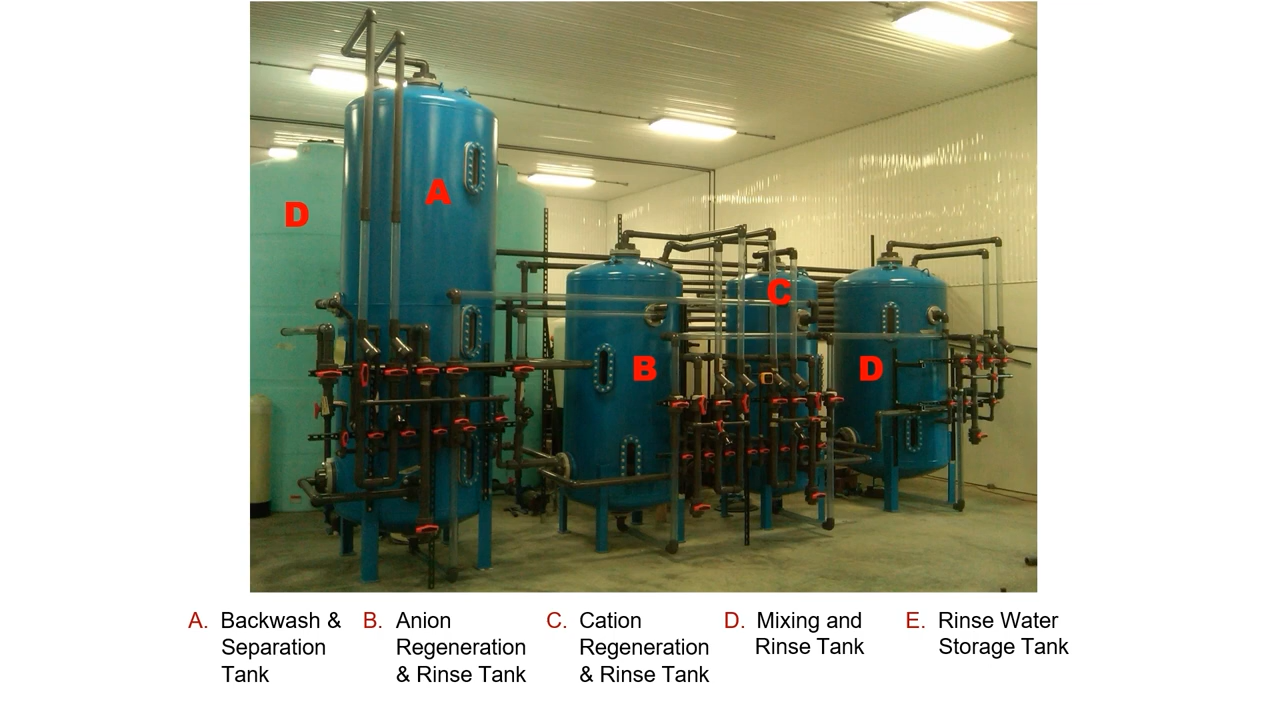 D
A
C
B
D
A. Backwash & Separation Tank
B. Anion Regeneration & Rinse Tank
C. Cation Regeneration & Rinse Tank
D. Mixing and Rinse Tank
E. Rinse Water Storage Tank